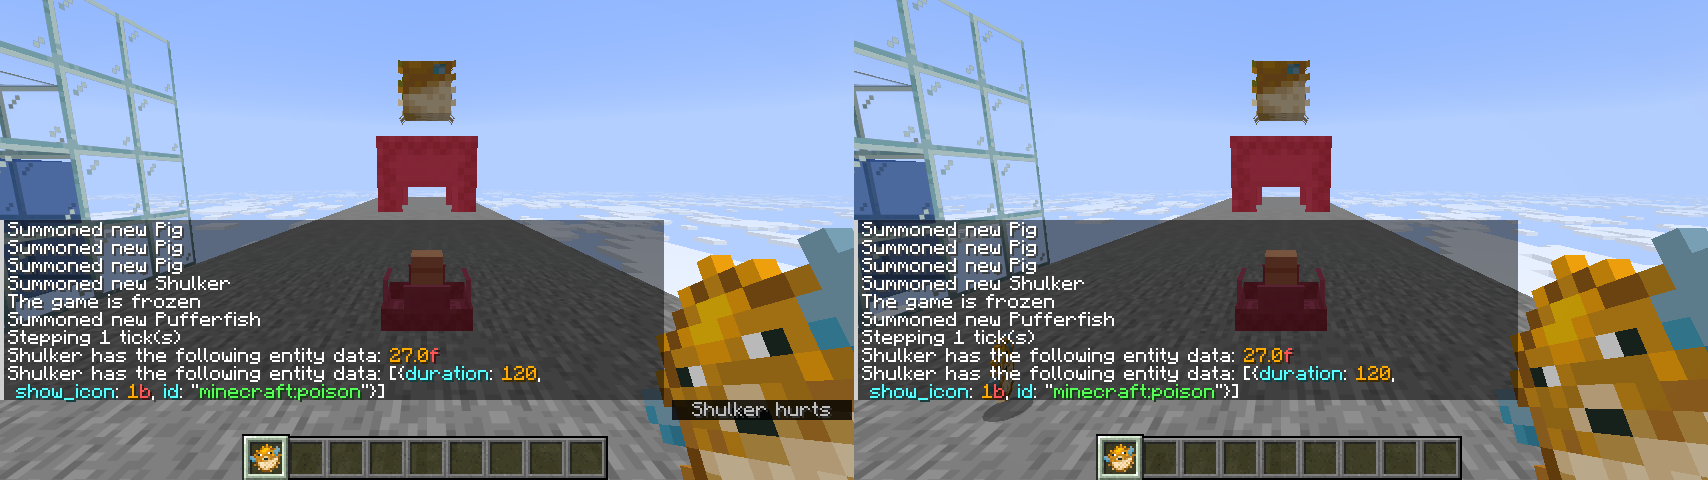 Summoned new Pig
Summoned new Pig
Summoned new Pig
Summoned new Shulker
The game is frozen
Summoned new Pufferfish
Stepping 1 tick(s)
Shulker has the following entity data: 27.0f
Shulker has the following entity data: [{duration: 120,
show_icon: 1b, id: "minecraft:poison"}]
Shulker hurts
Summoned new Pig
Summoned new Pig
Summoned new Pig
Summoned new Shulker
The game is frozen
Summoned new Pufferfish
Stepping 1 tick(s)
Shulker has the following entity data: 27.0f
Shulker has the following entity data: [{duration: 120,
show_icon: 1b, id: "minecraft:poison"}]